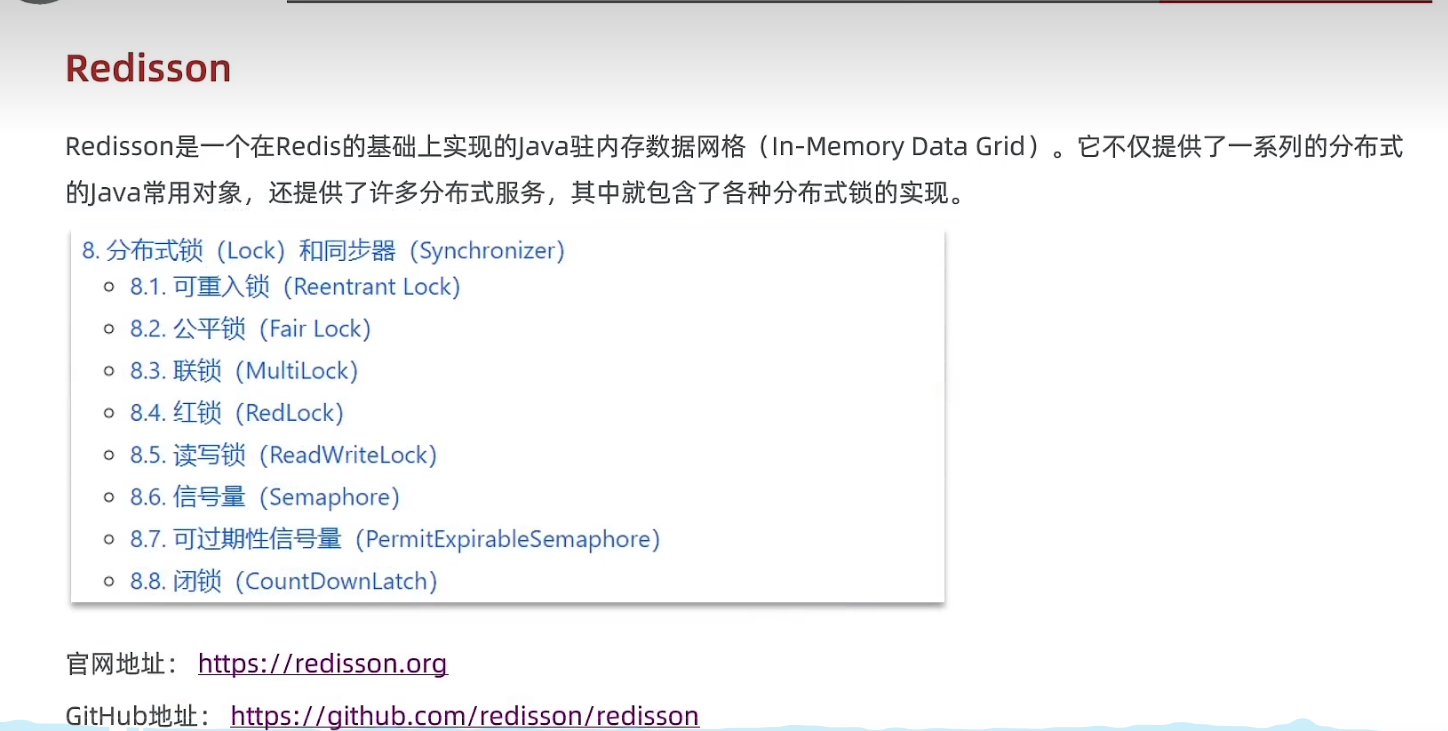 Redisson
Redisson是一个在Redis的基础上实现的Java驻内存数据网格（In-Memory Data Grid）。它不仅提供了一系列的分布式
的Java常用对象，还提供了许多分布式服务，其中就包含了各种分布式锁的实现。
8. 分布式锁（Lock）和同步器（Synchronizer）
8.1. 可重入锁（Reentrant Lock）
8.2. 公平锁（Fair Lock）
8.3. 联锁（MultiLock）
8.4. 红锁（RedLock）
8.5. 读写锁（ReadWriteLock）
8.6. 信号量（Semaphore）
8.7. 可过期性信号量（PermitExpirableSemaphore）
8.8. 闭锁（CountDownLatch）
官网地址： https://redisson.org
GitHub地址： https://github.com/redisson/redisson